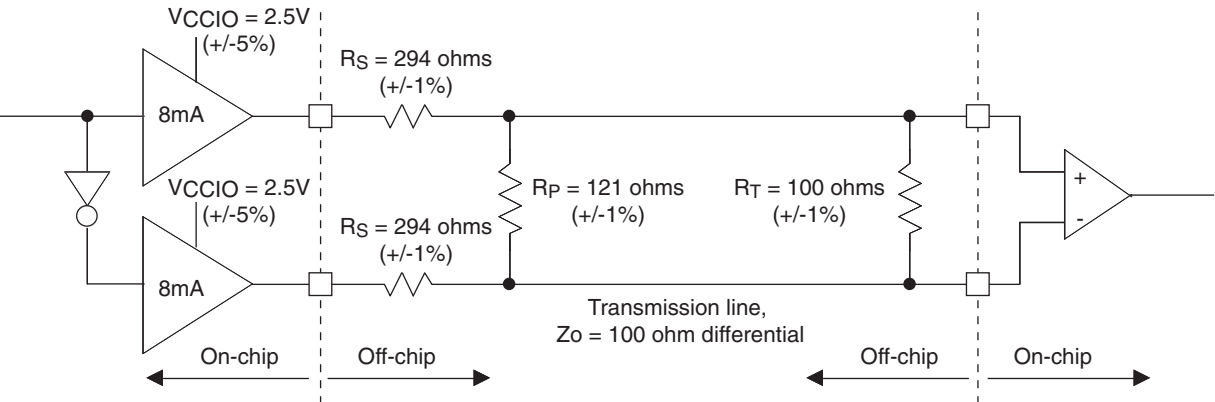 VCCIO = 2.5V
(+/-5%)
8mA
RS = 294 ohms
(+/-1%)
VCCIO = 2.5V
(+/-5%)
8mA
RS = 294 ohms
(+/-1%)
RP = 121 ohms
(+/-1%)
RT = 100 ohms
(+/-1%)
+
-
Transmission line,
Zo = 100 ohm differential
On-chip
Off-chip
Off-chip
On-chip